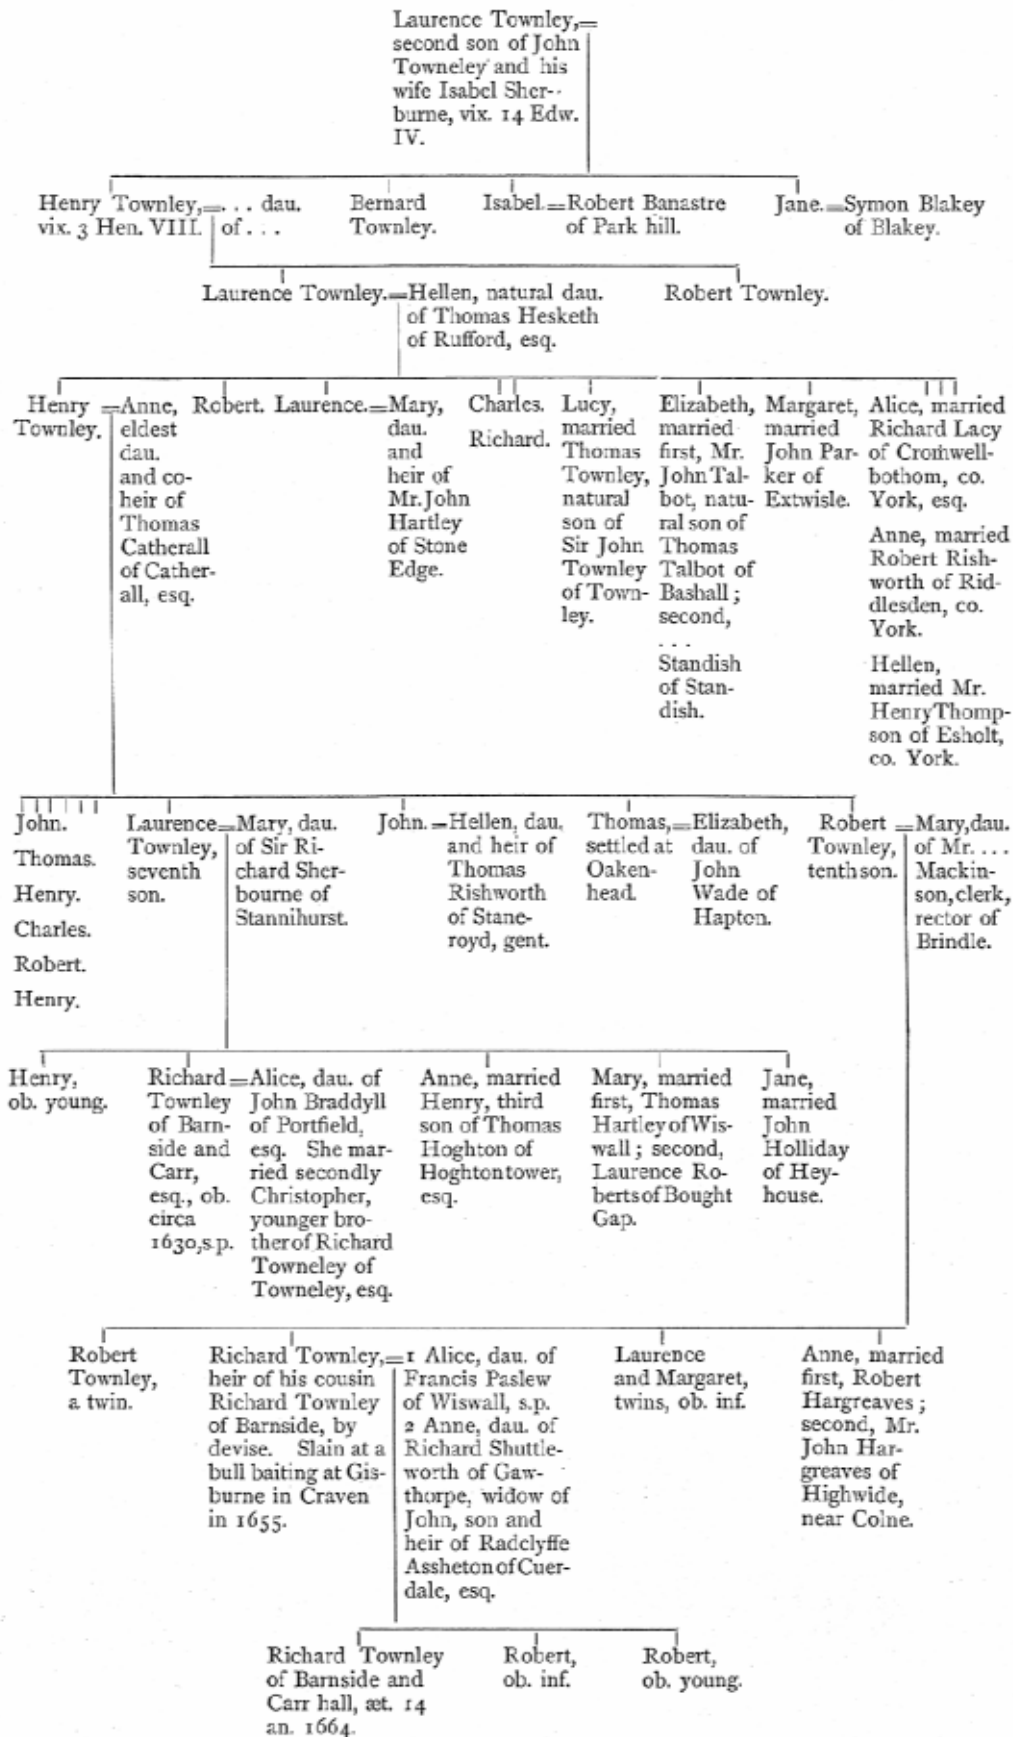 Laurence Townley,=
second son of John
Towneley and his
wife Isabel Sher-
burne, vix. 14 Edw.
IV.
Henry Townley,=
vix. 3 Hen. VIII.
... dau.
of ...
Bernard
Townley.
Isabel.=Robert Banastre
of Park hill.
Jane.=Symon Blakey
of Blakey.
Laurence Townley.=Hellen, natural dau.
of Thomas Hesketh
of Rufford, esq.
Robert Townley.
Henry
Townley.
=Anne,
eldest
dau.
and co-
heir of
Thomas
Catherall
of Cather-
all, esq.
Robert.
Laurence.=Mary,
dau.
and
heir of
Mr. John
Hartley
of Stone
Edge.
Charles.
Richard.
Lucy,
married
Thomas
Townley,
natural
son of
Sir John
Townley
of Town-
ley.
Elizabeth,
married
first, Mr.
John Tal-
bot, natu-
ral son of
Thomas
Talbot of
Bashall;
second,
...
Standish
of Stan-
dish.
Margaret,
married
John Par-
ker of
Extwisle.
Alice, married
Richard Lacy
of Cromwell-
bothom, co.
York, esq.
Anne, married
Robert Rish-
worth of Rid-
dlesden, co.
York.
Hellen,
married Mr.
Henry Thomp-
son of Esholt,
co. York.
John.
Thomas.
Henry.
Charles.
Robert.
Henry.
Laurence=
Townley,
seventh
son.
Mary, dau.
of Sir Ri-
chard Sher-
bourne of
Stannihurst.
John.=Hellen, dau.
and heir of
Thomas
Rishworth
of Stane-
royd, gent.
Thomas,=
settled at
Oaken-
head.
Elizabeth,
dau. of
John
Wade of
Hapton.
Robert
Townley,
tenth son.
=Mary, dau.
of Mr. ....
Mackin-
son, clerk,
rector of
Brindle.
Henry,
ob. young.
Richard=
Townley
of Barn-
side and
Carr,
esq., ob.
circa
1630, s.p.
Alice, dau. of
John Braddyll
of Portfield,
esq. She mar-
ried secondly
Christopher,
younger bro-
ther of Richard
Towneley of
Towneley, esq.
Anne, married
Henry, third
son of Thomas
Hoghton of
Hoghtontower,
esq.
Mary, married
first, Thomas
Hartley of Wis-
wall; second,
Laurence Ro-
berts of Bought
Gap.
Jane,
married
John
Holliday
of Hey-
house.
Robert
Townley,
a twin.
Richard Townley,=
heir of his cousin
Richard Townley
of Barnside, by
devise. Slain at a
bull baiting at Gis-
burne in Craven
in 1655.
1 Alice, dau. of
Francis Paslew
of Wiswall, s.p.
2 Anne, dau. of
Richard Shuttle-
worth of Gaw-
thorpe, widow of
John, son and
heir of Radclyffe
Assheton of Cuer-
dale, esq.
Laurence
and Margaret,
twins, ob. inf.
Anne, married
first, Robert
Hargreaves;
second, Mr.
John Har-
greaves of
Highwide,
near Colne.
Richard Townley
of Barnside and
Carr hall, æt. 14
an. 1664.
Robert,
ob. inf.
Robert,
ob. young.